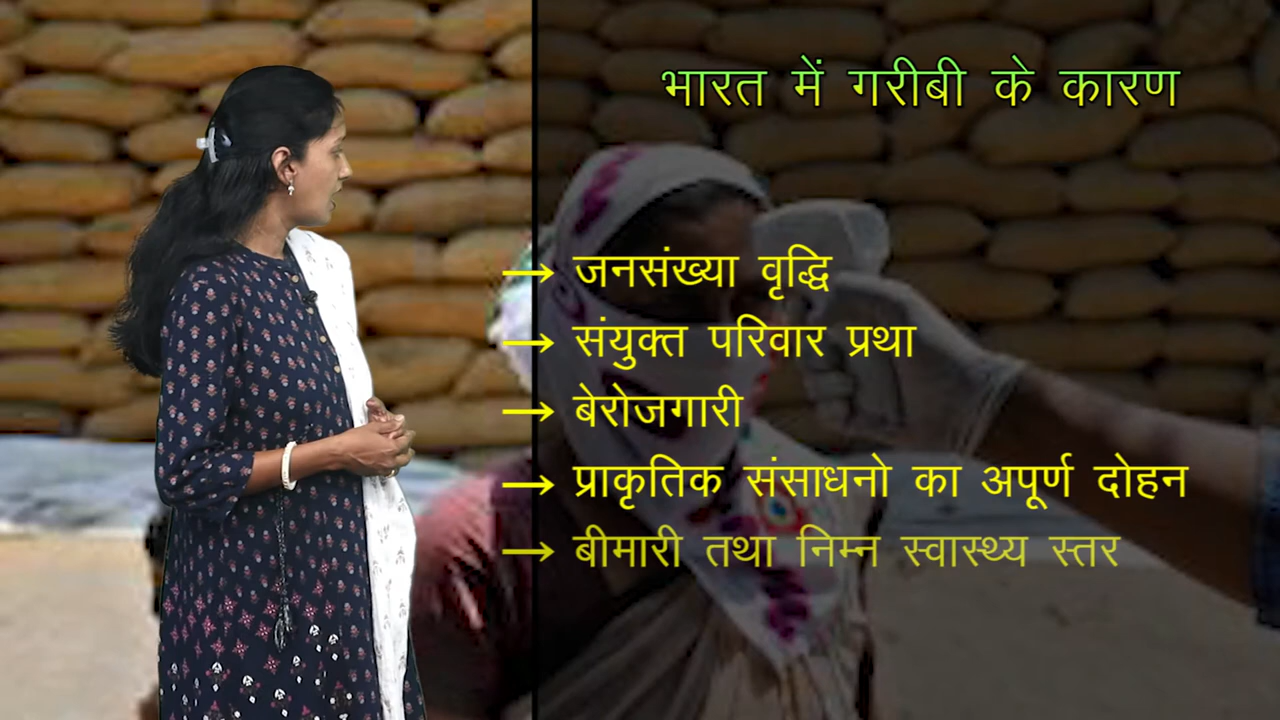 भारत में गरीबी के कारण
→ जनसंख्या वृद्धि
→ संयुक्त परिवार प्रथा
→ बेरोजगारी
→ प्राकृतिक संसाधनो का अपूर्ण दोहन
→ बीमारी तथा निम्न स्वास्थ्य स्तर